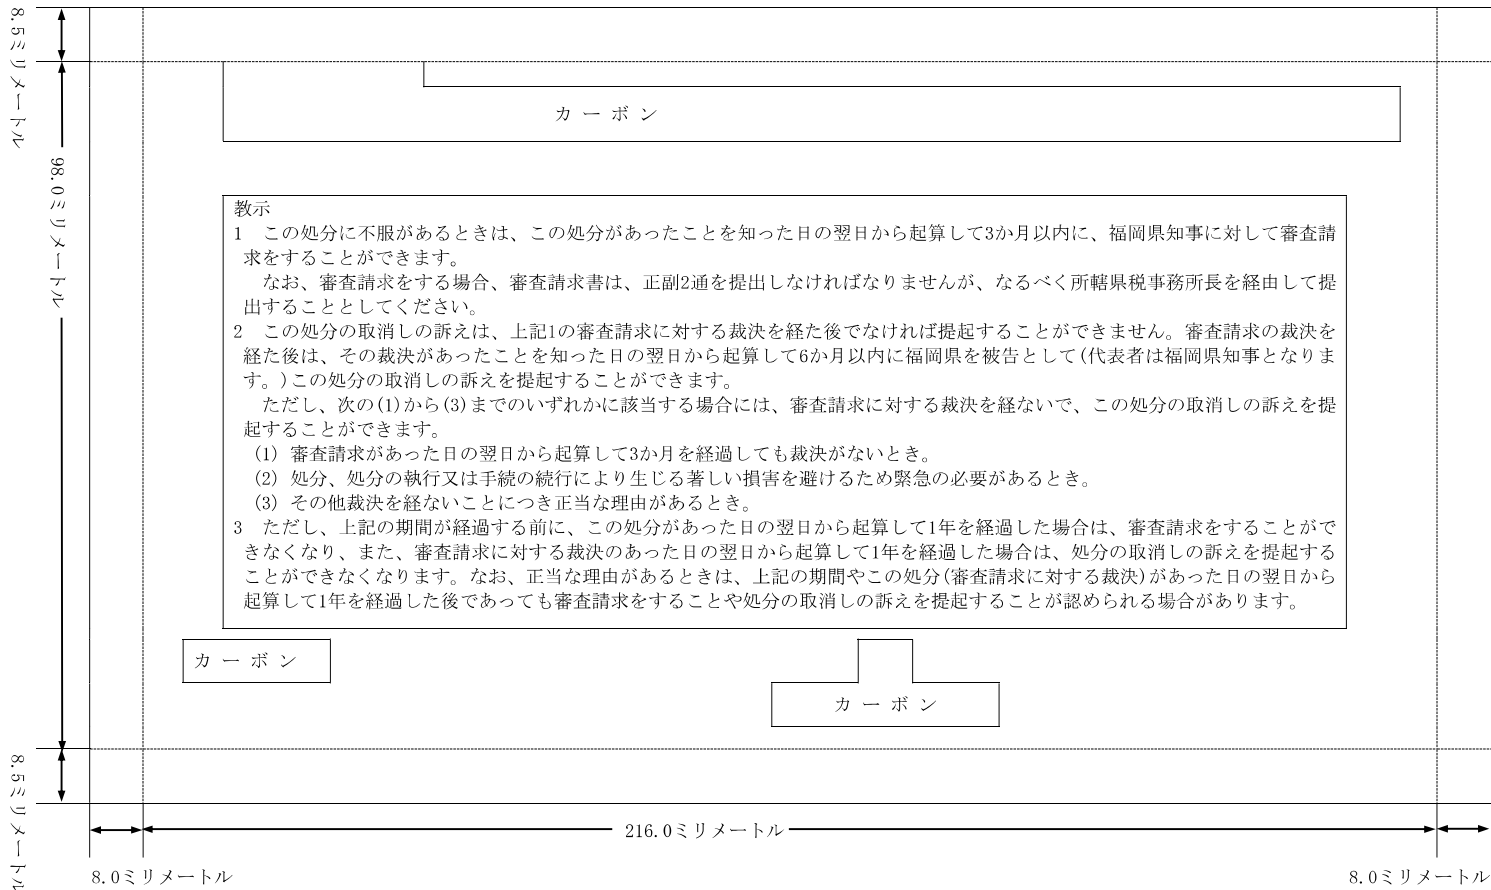 8.5ミリメートル
98.0ミリメートル
カーボン
教示
1　この処分に不服があるときは、この処分があったことを知った日の翌日から起算して3か月以内に、福岡県知事に対して審査請
求をすることができます。
なお、審査請求をする場合、審査請求書は、正副2通を提出しなければなりませんが、なるべく所轄県税事務所長を経由して提
出することとしてください。
2　この処分の取消しの訴えは、上記1の審査請求に対する裁決を経た後でなければ提起することができません。審査請求の裁決を
経た後は、その裁決があったことを知った日の翌日から起算して6か月以内に福岡県を被告として(代表者は福岡県知事となりま
す。)この処分の取消しの訴えを提起することができます。
ただし、次の(1)から(3)までのいずれかに該当する場合には、審査請求に対する裁決を経ないで、この処分の取消しの訴えを提
起することができます。
(1) 審査請求があった日の翌日から起算して3か月を経過しても裁決がないとき。
(2) 処分、処分の執行又は手続の続行により生じる著しい損害を避けるため緊急の必要があるとき。
(3) その他裁決を経ないことにつき正当な理由があるとき。
3　ただし、上記の期間が経過する前に、この処分があった日の翌日から起算して1年を経過した場合は、審査請求をすることがで
きなくなり、また、審査請求に対する裁決のあった日の翌日から起算して1年を経過した場合は、処分の取消しの訴えを提起する
ことができなくなります。なお、正当な理由があるときは、上記の期間やこの処分(審査請求に対する裁決)があった日の翌日から
起算して1年を経過した後であっても審査請求をすることや処分の取消しの訴えを提起することが認められる場合があります。
カーボン
カーボン
8.5ミリメートル
216.0ミリメートル
8.0ミリメートル
8.0ミリメートル